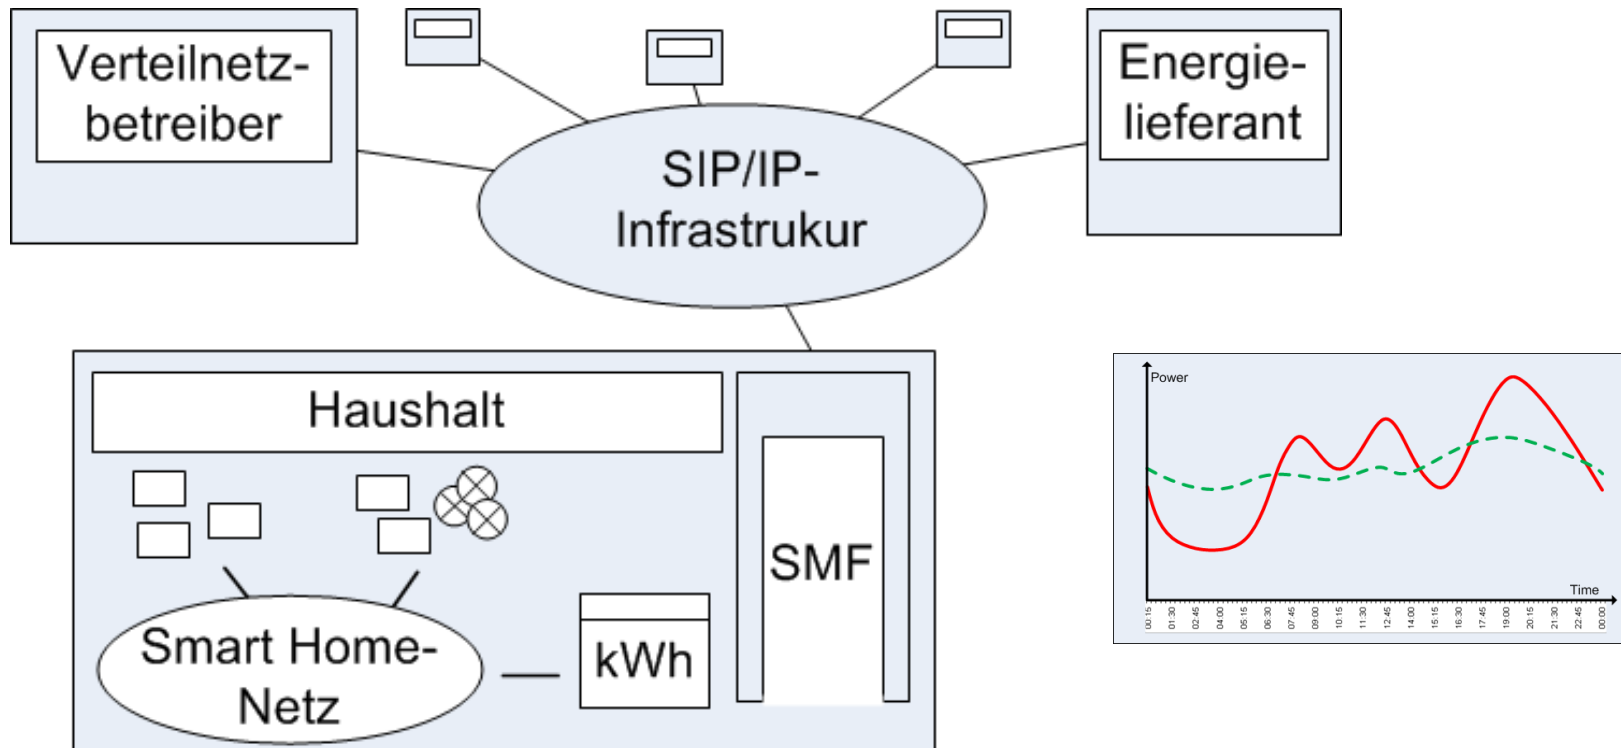 Verteilnetz-
betreiber
SIP/IP-
Infrastrukur
Energie-
lieferant
Haushalt
SMF
kWh
Smart Home-
Netz
Power
Time
00:15 01:30 02:45 04:00 05:15 06:30 07:45 09:00 10:15 11:30 12:45 14:00 15:15 16:30 17:45 19:00 20:15 21:30 22:45 00:00